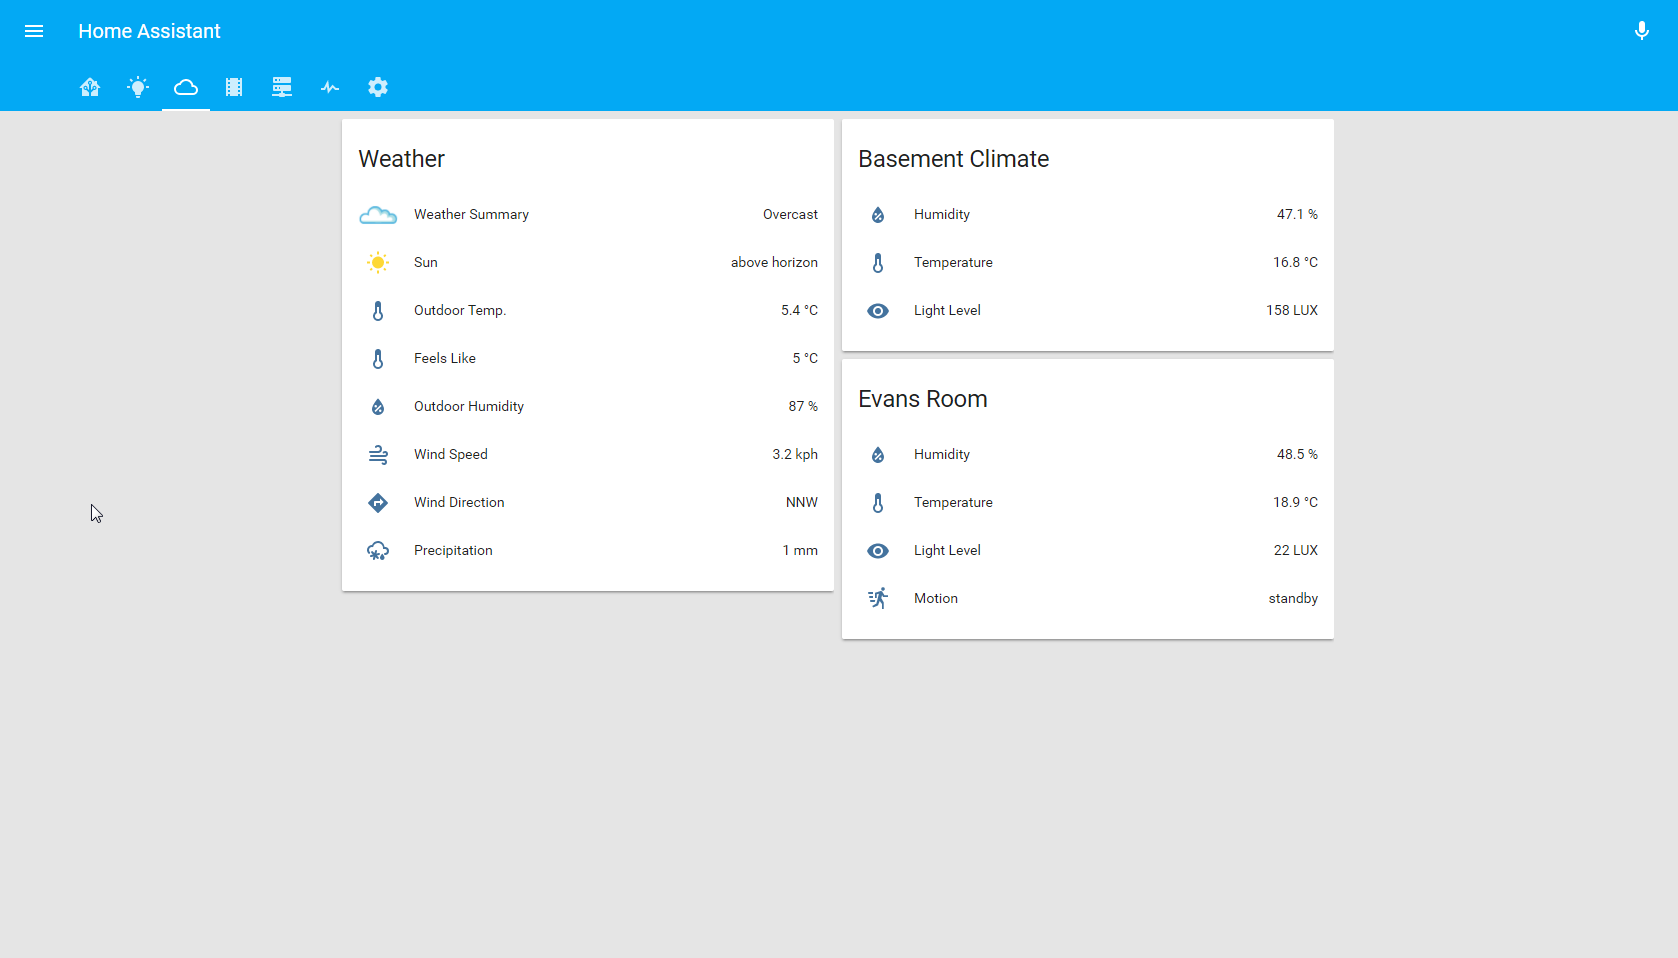 Home Assistant
Weather
Weather Summary Overcast
Sun above horizon
Outdoor Temp. 5.4 °C
Feels Like 5 °C
Outdoor Humidity 87 %
Wind Speed 3.2 kph
Wind Direction NNW
Precipitation 1 mm
Basement Climate
Humidity 47.1 %
Temperature 16.8 °C
Light Level 158 LUX
Evans Room
Humidity 48.5 %
Temperature 18.9 °C
Light Level 22 LUX
Motion standby